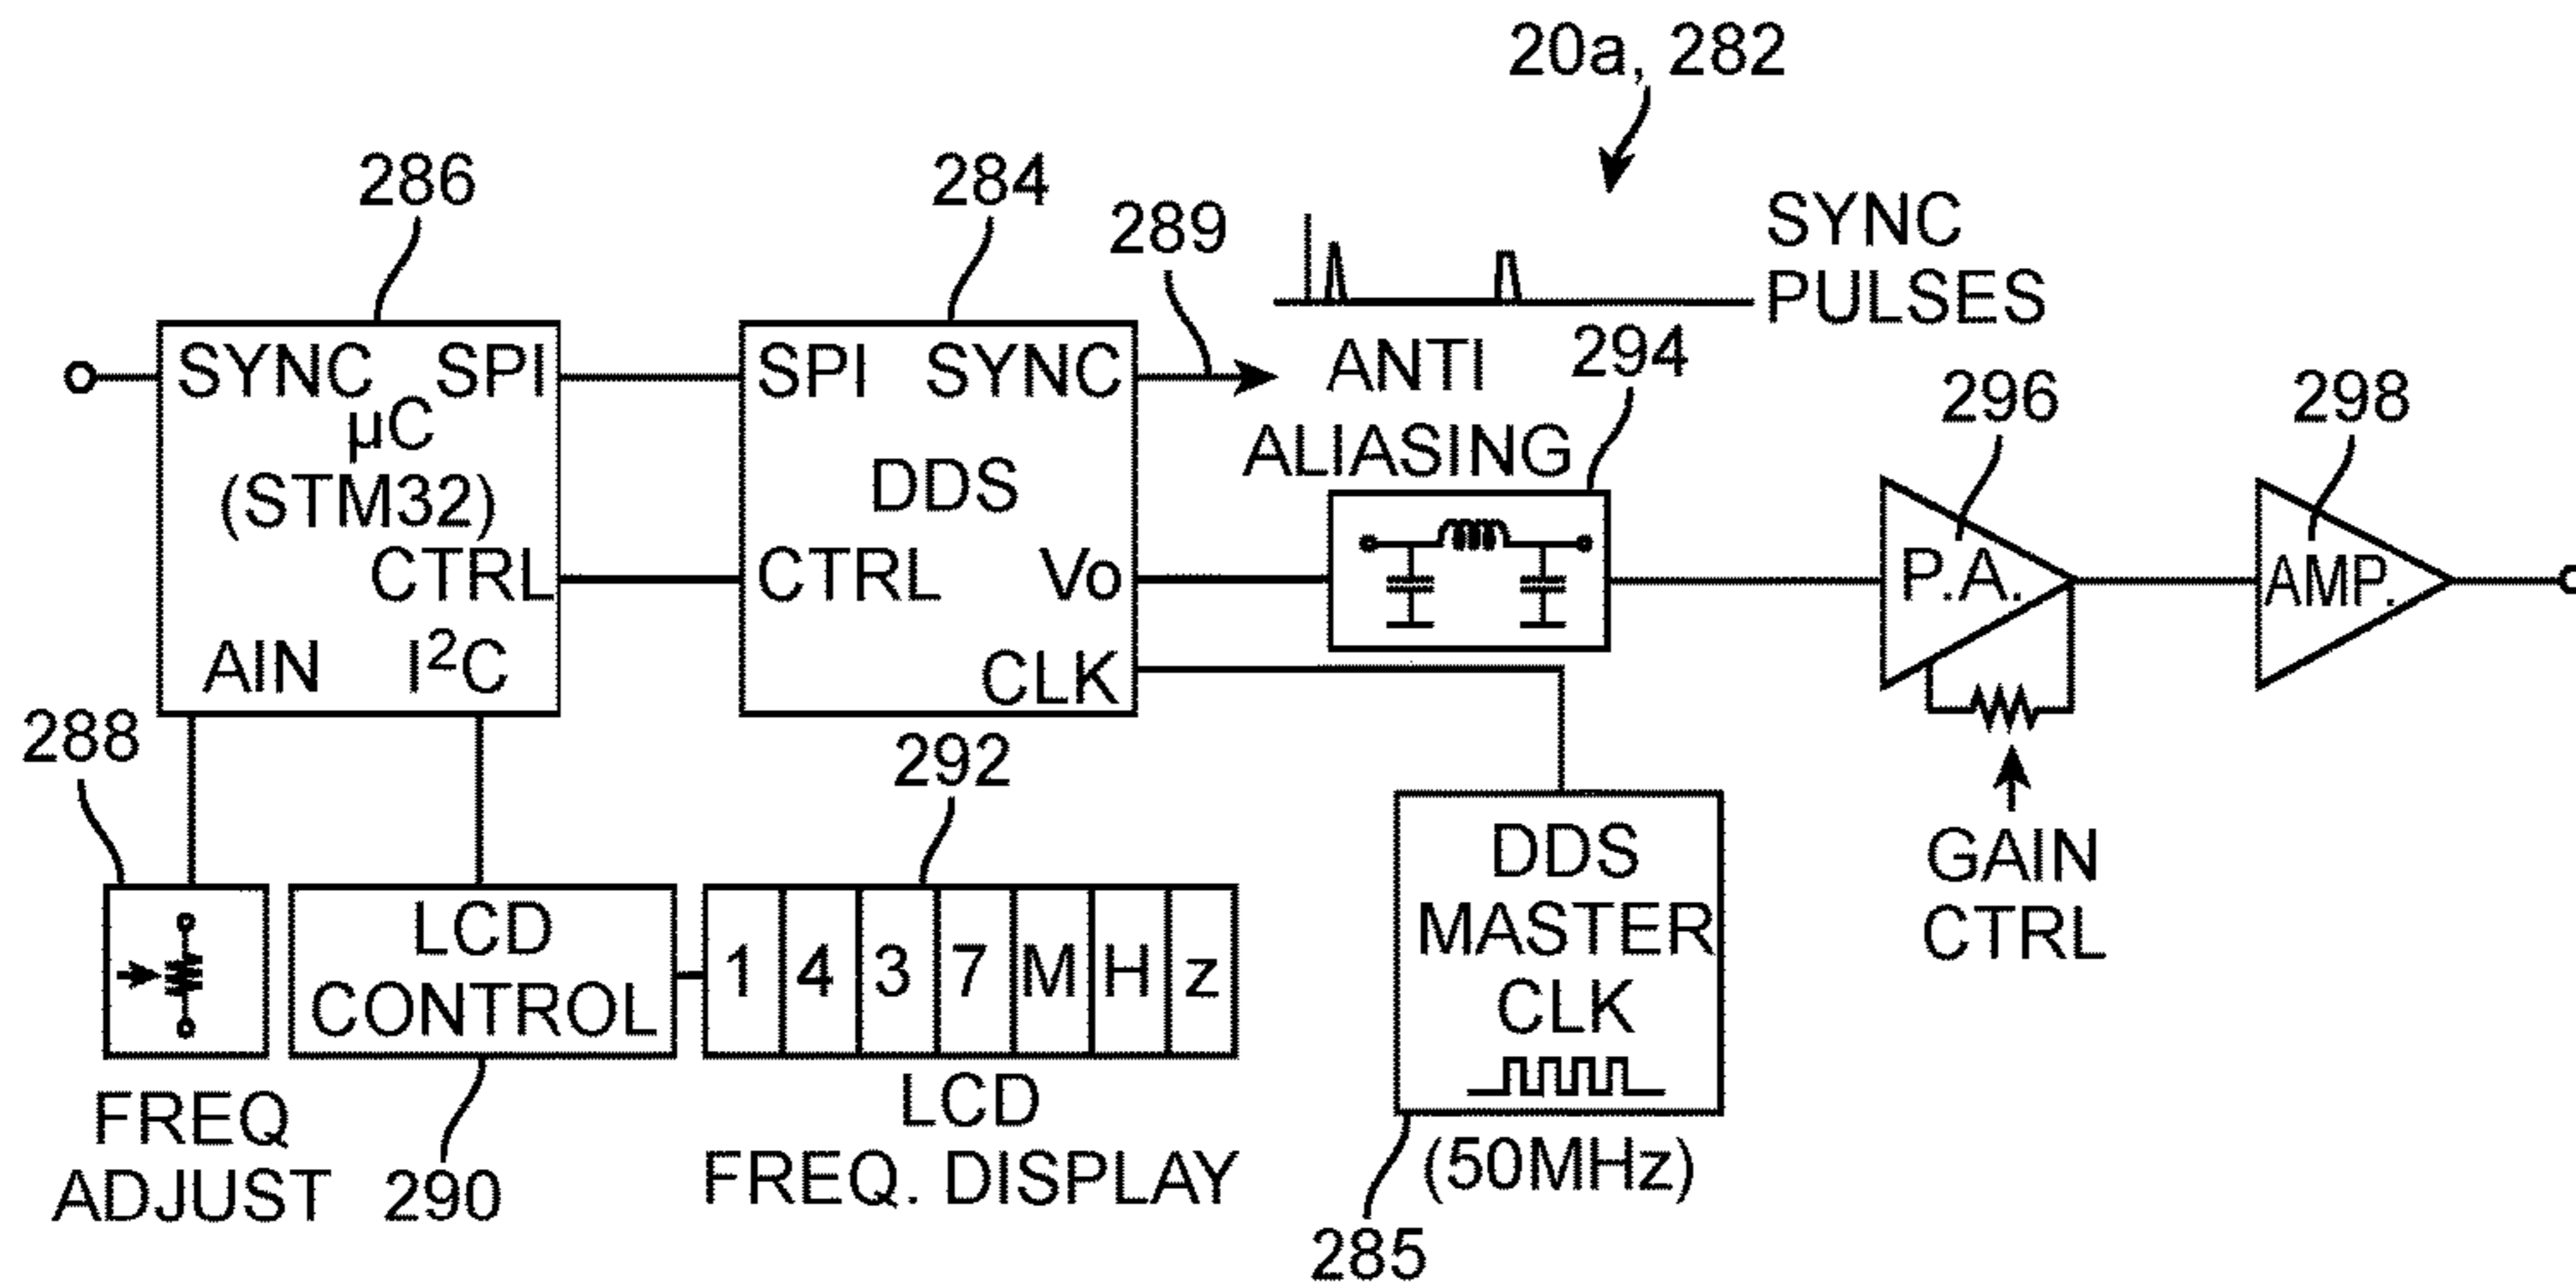 20a, 282
286
284
289
SYNC
PULSES
SYNC SPI
µC
(STM32)
CTRL
AIN I²C
SPI SYNC
DDS
CTRL Vo
CLK
ANTI
ALIASING
294
296
298
P.A.
AMP.
GAIN
CTRL
288
FREQ
ADJUST
LCD
CONTROL
290
292
1 4 3 7 M H z
LCD
FREQ. DISPLAY
DDS
MASTER
CLK
(50MHz)
285